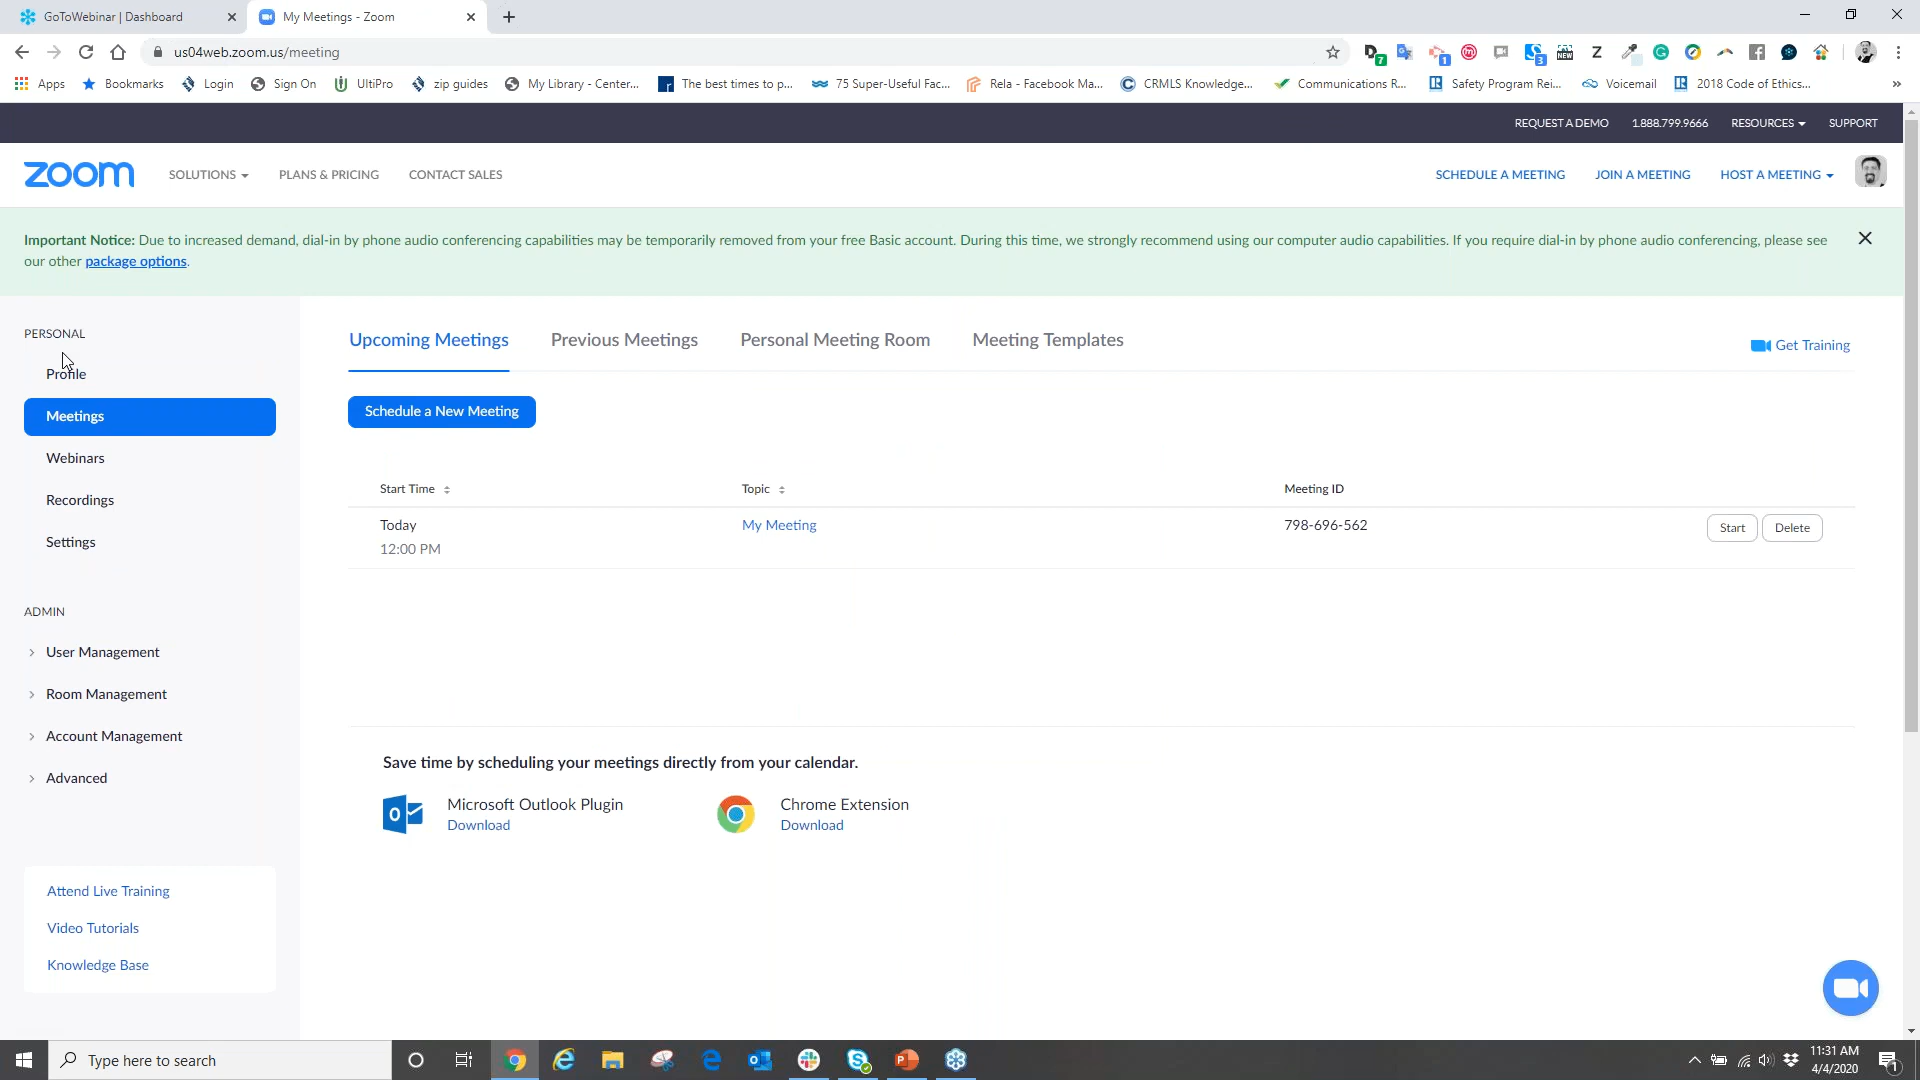 GoToWebinar | Dashboard
My Meetings - Zoom
us04web.zoom.us/meeting
7
1
3
NEW
Z
Apps
Bookmarks
Login
Sign On
UltiPro
zip guides
My Library - Center...
The best times to p...
75 Super-Useful Fac...
Rela - Facebook Ma...
CRMLS Knowledge...
Communications R...
Safety Program Rei...
Voicemail
2018 Code of Ethics...
REQUEST A DEMO
1.888.799.9666
RESOURCES
SUPPORT
zoom
SOLUTIONS
PLANS & PRICING
CONTACT SALES
SCHEDULE A MEETING
JOIN A MEETING
HOST A MEETING
Important Notice: Due to increased demand, dial-in by phone audio conferencing capabilities may be temporarily removed from your free Basic account. During this time, we strongly recommend using our computer audio capabilities. If you require dial-in by phone audio conferencing, please see
our other package options.
PERSONAL
Profile
Meetings
Webinars
Recordings
Settings
ADMIN
User Management
Room Management
Account Management
Advanced
Attend Live Training
Video Tutorials
Knowledge Base
Upcoming Meetings
Previous Meetings
Personal Meeting Room
Meeting Templates
Get Training
Schedule a New Meeting
Start Time
Topic
Meeting ID
Today
My Meeting
798-696-562
Start
Delete
12:00 PM
Save time by scheduling your meetings directly from your calendar.
Microsoft Outlook Plugin
Download
Chrome Extension
Download
Type here to search
11:31 AM
4/4/2020
1